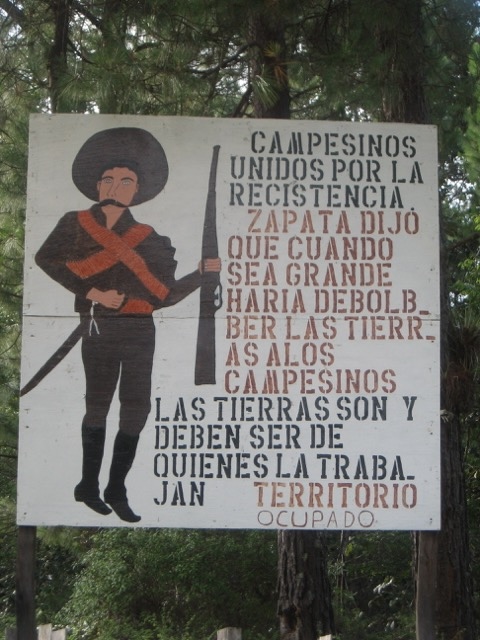 CAMPESINOS
UNIDOS POR LA
RECISTENCIA
ZAPATA DIJÓ
QUE CUANDO
SEA GRANDE
HARIA DEBOLB_
BER LAS TIERR_
AS ALOS
CAMPESINOS
LAS TIERRAS SON Y
DEBEN SER DE
QUIENES LA TRABA_
JAN TERRITORIO
OCUPADO